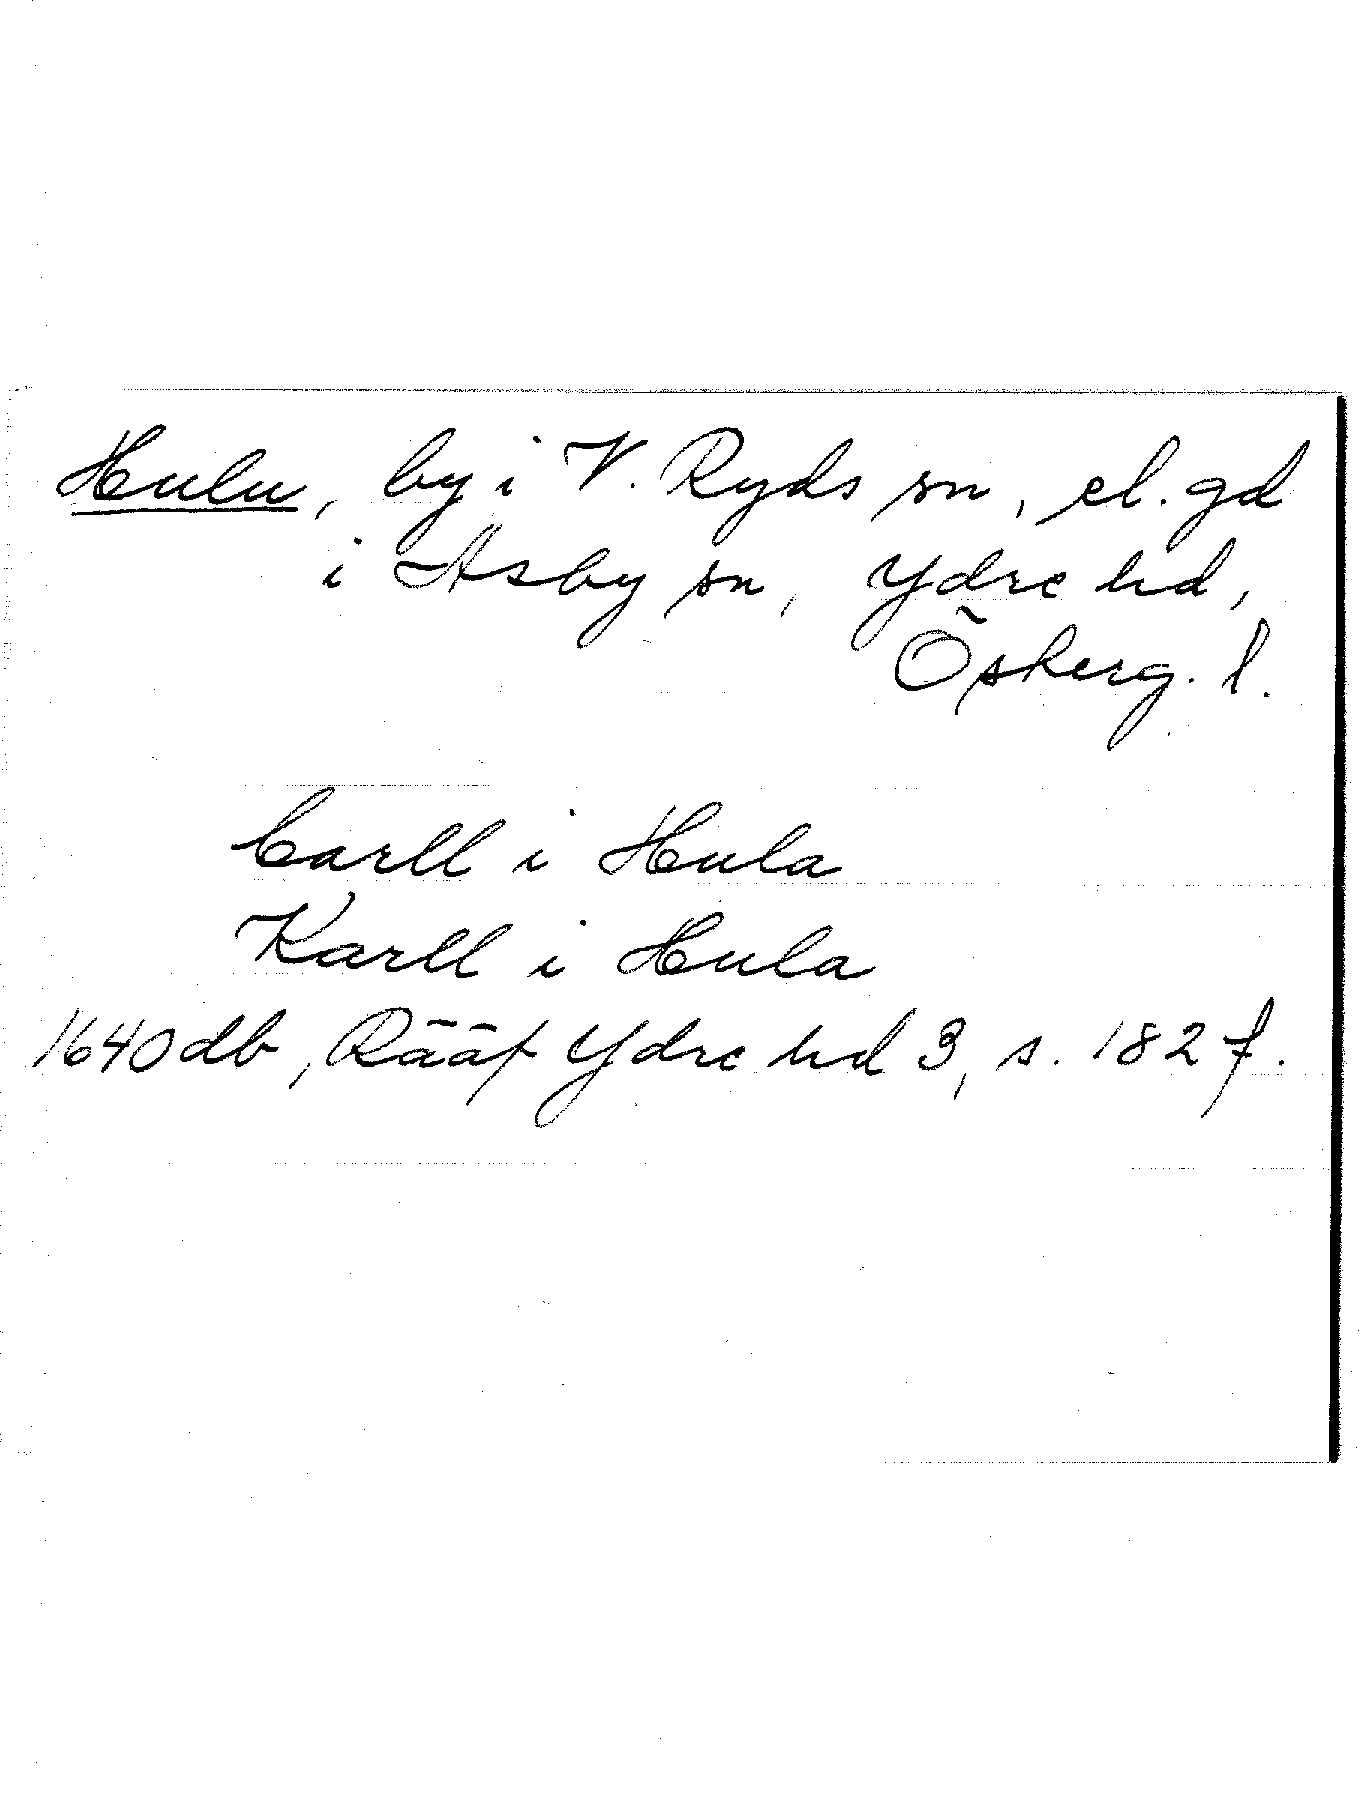 Hulu, by i V. Ryds sn, el. gd
i Asby sn, Ydre hd,
Österg. l.
Carll i Hula
Karll i Hula
1640 db, Rääf Ydre hd 3, s. 182 f.